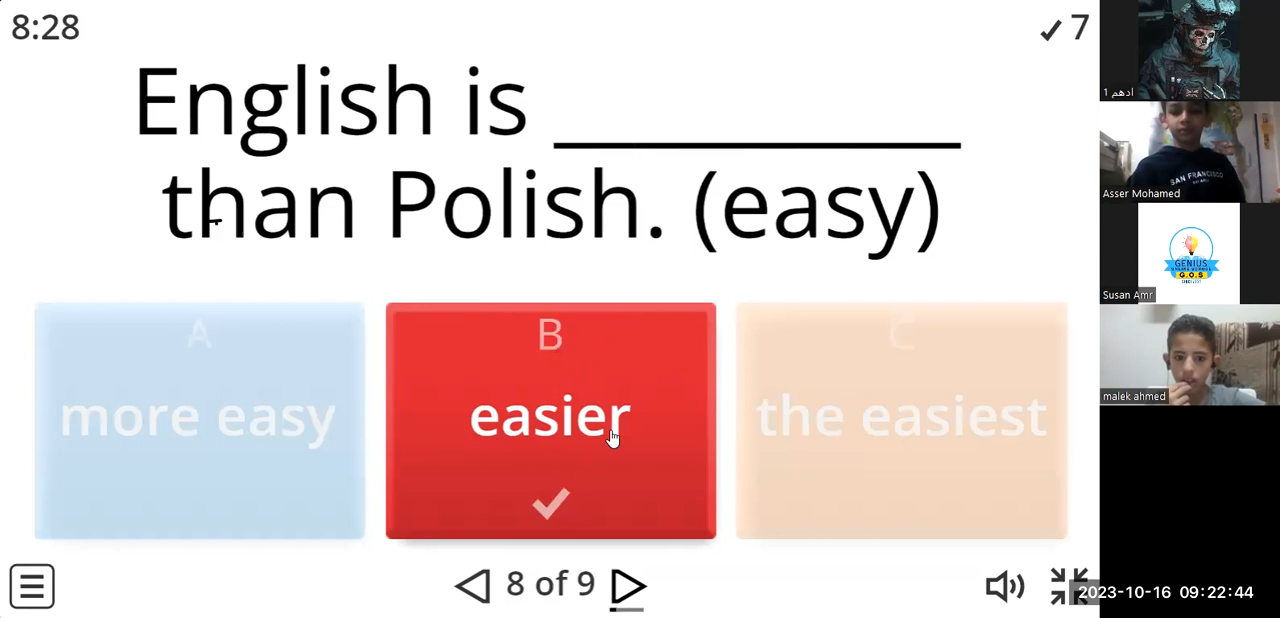 8:28
7
English is ____________
than Polish. (easy)
A
more easy
B
easier
C
the easiest
8 of 9
ادهم 1
SAN FRANCISCO
Asser Mohamed
GENIUS
G.O.S
Susan Amr
malek ahmed
2023-10-16 09:22:44